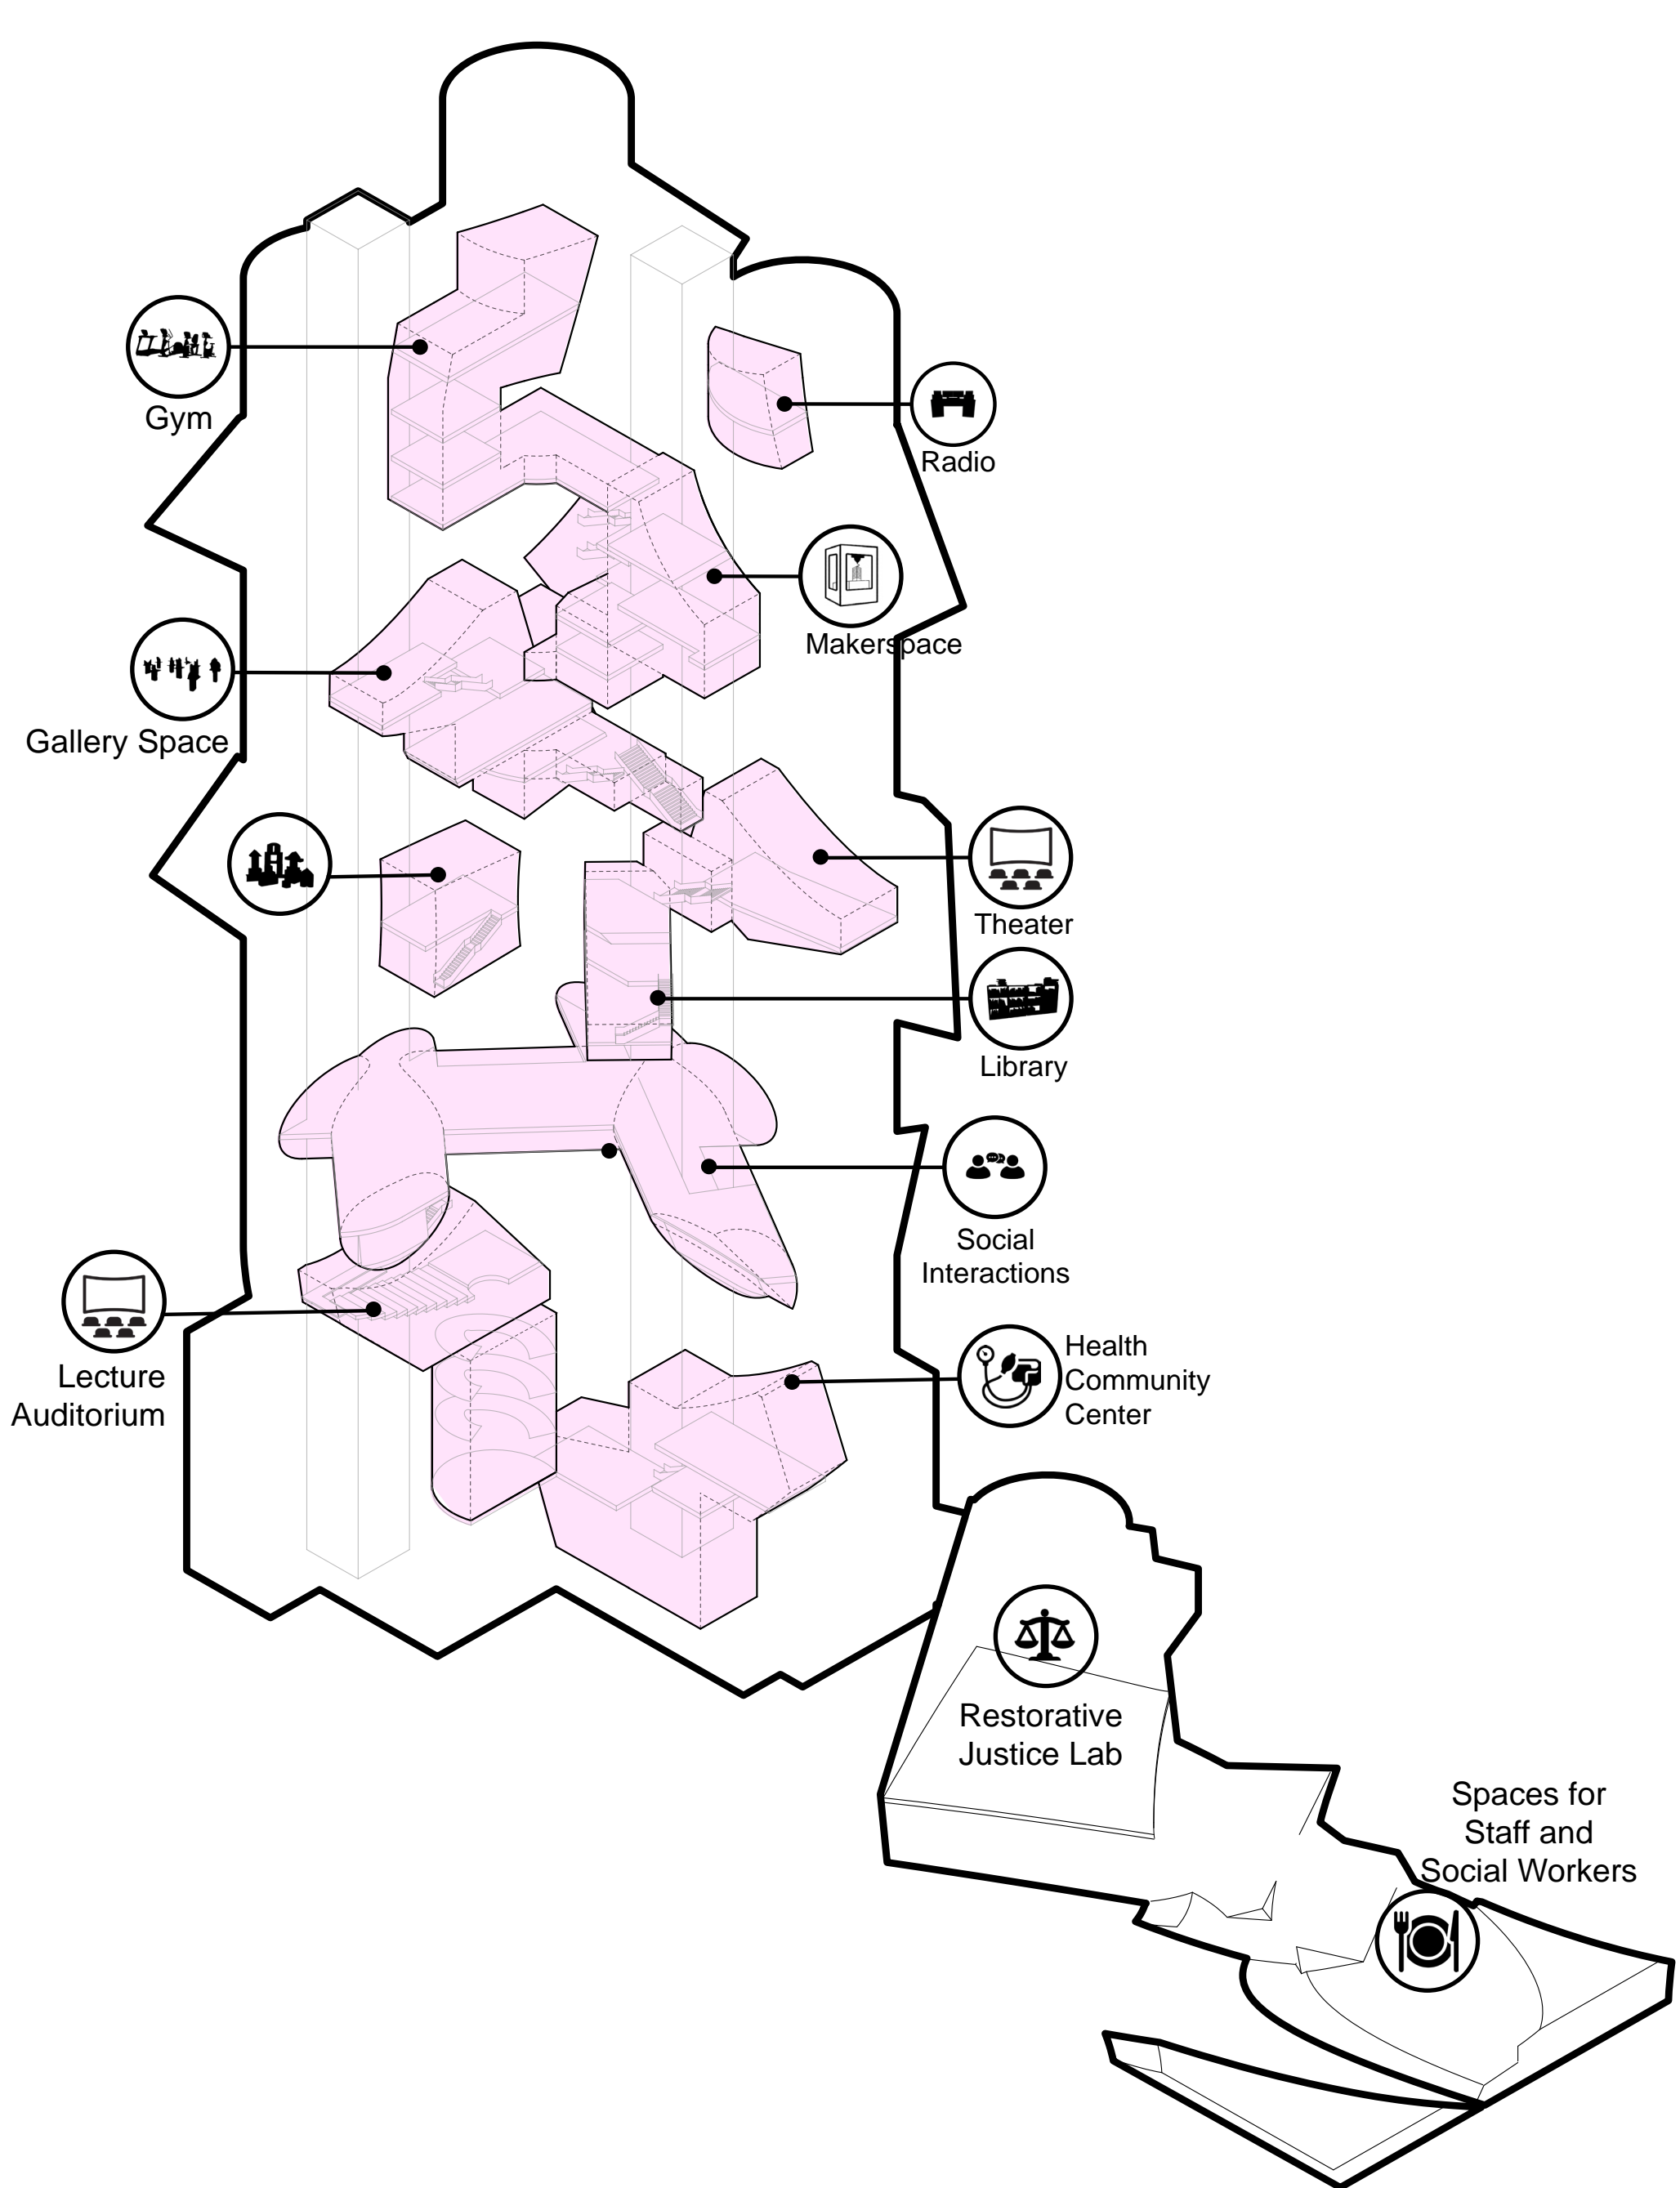 Gym
Radio
Makerspace
Gallery Space
Theater
Library
Social
Interactions
Health
Community
Center
Lecture
Auditorium
Restorative
Justice Lab
Spaces for
Staff and
Social Workers